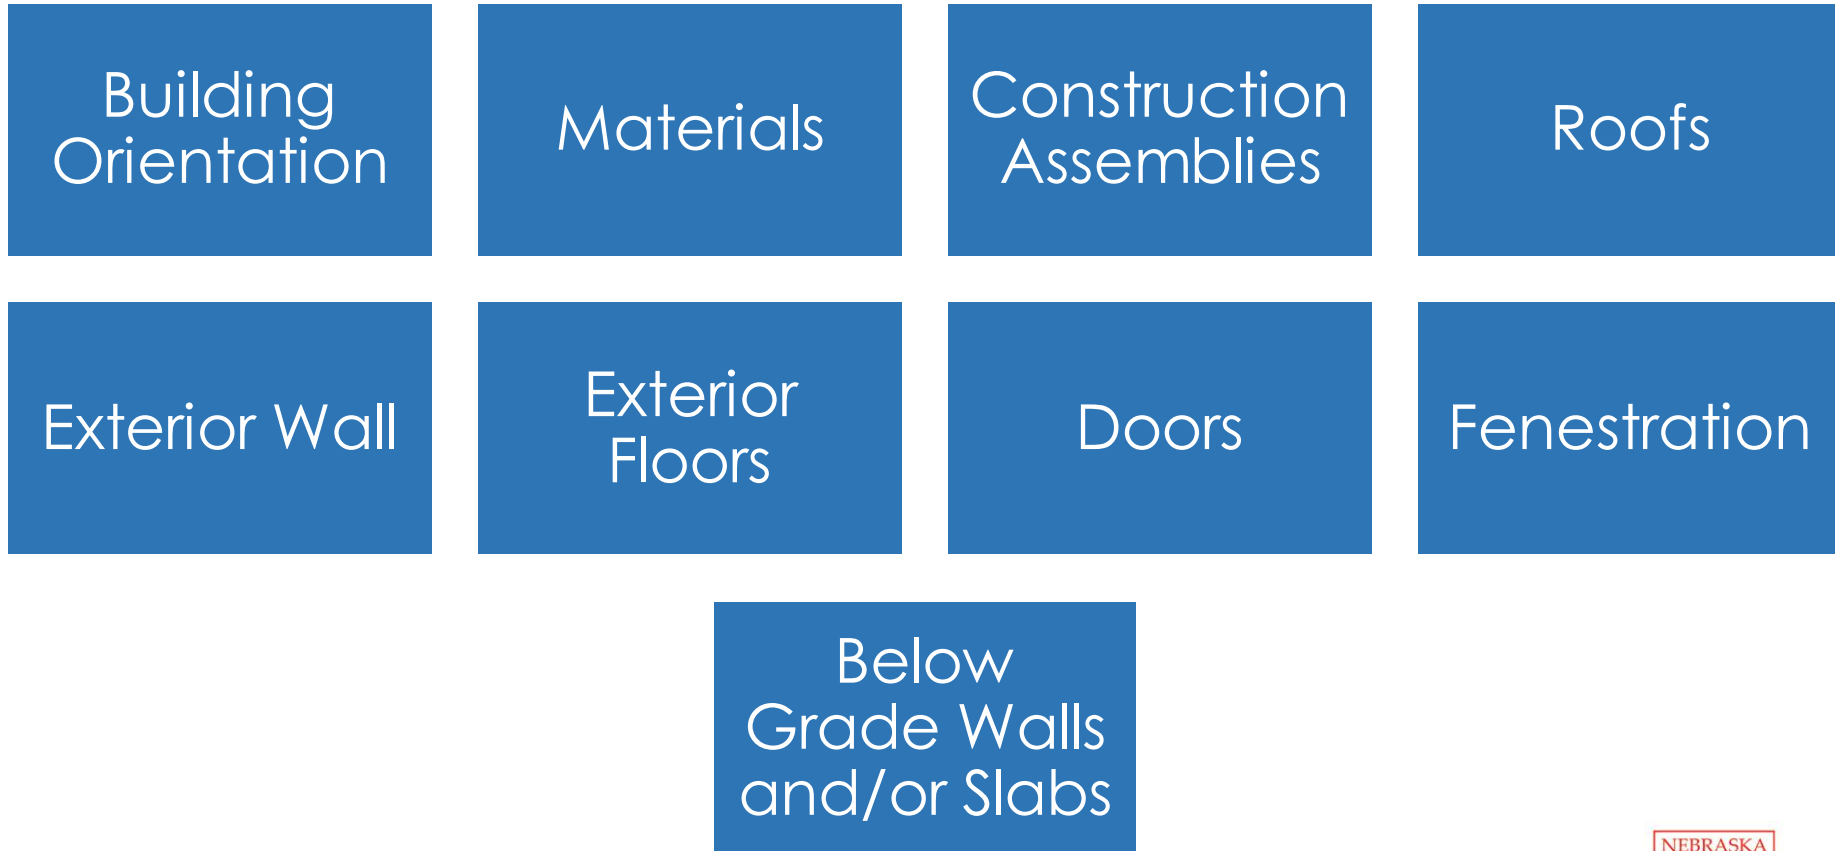 Building
Orientation
Materials
Construction
Assemblies
Roofs
Exterior Wall
Exterior
Floors
Doors
Fenestration
Below
Grade Walls
and/or Slabs
NEBRASKA